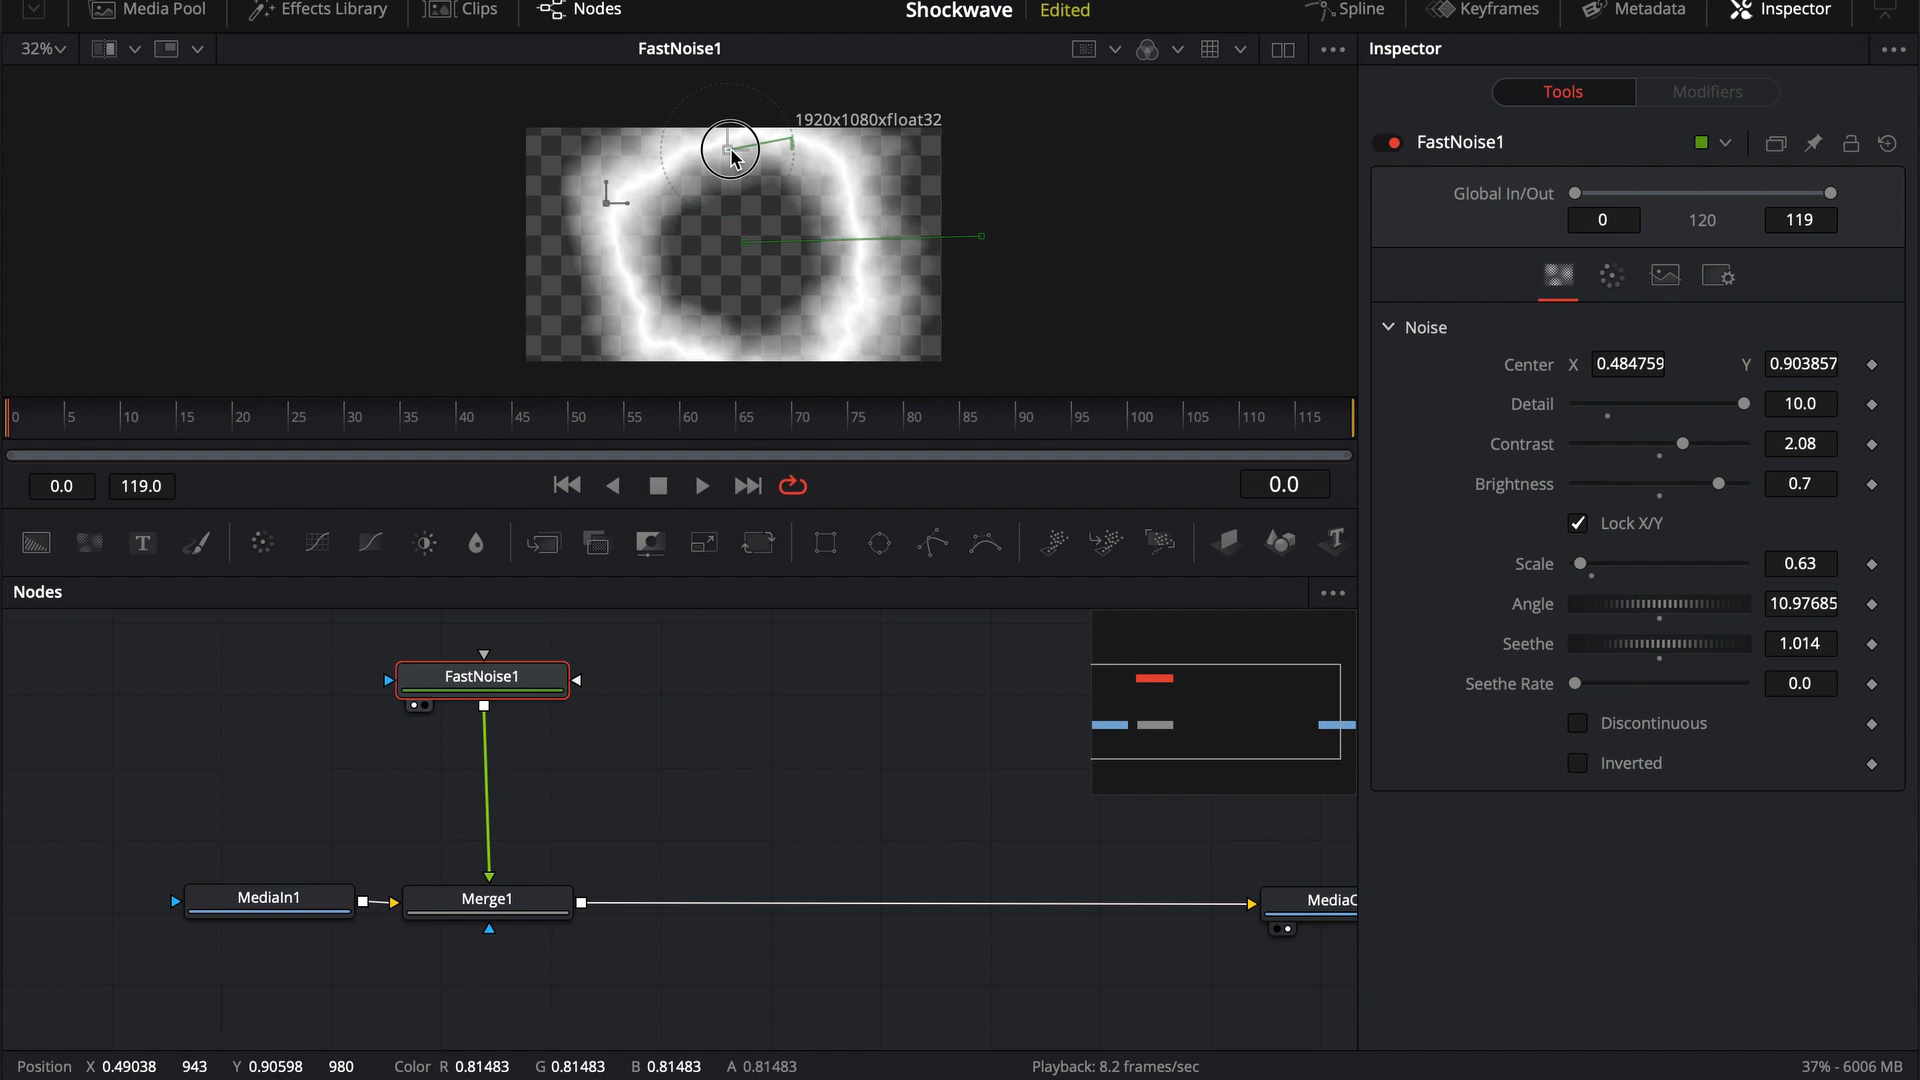 Media Pool Effects Library Clips Nodes Shockwave Edited Spline Keyframes Metadata Inspector
32% FastNoise1 Inspector
Tools Modifiers
1920x1080xfloat32
FastNoise1
Global In/Out
0 120 119
Noise
Center X 0.484759 Y 0.903857
Detail 10.0
Contrast 2.08
Brightness 0.7
Lock X/Y
Scale 0.63
Angle 10.97685
Seethe 1.014
Seethe Rate 0.0
Discontinuous
Inverted
0 5 10 15 20 25 30 35 40 45 50 55 60 65 70 75 80 85 90 95 100 105 110 115
0.0 119.0 0.0
T T
Nodes
FastNoise1
MediaIn1 Merge1 MediaO
Position X 0.49038 943 Y 0.90598 980 Color R 0.81483 G 0.81483 B 0.81483 A 0.81483 Playback: 8.2 frames/sec 37% - 6006 MB